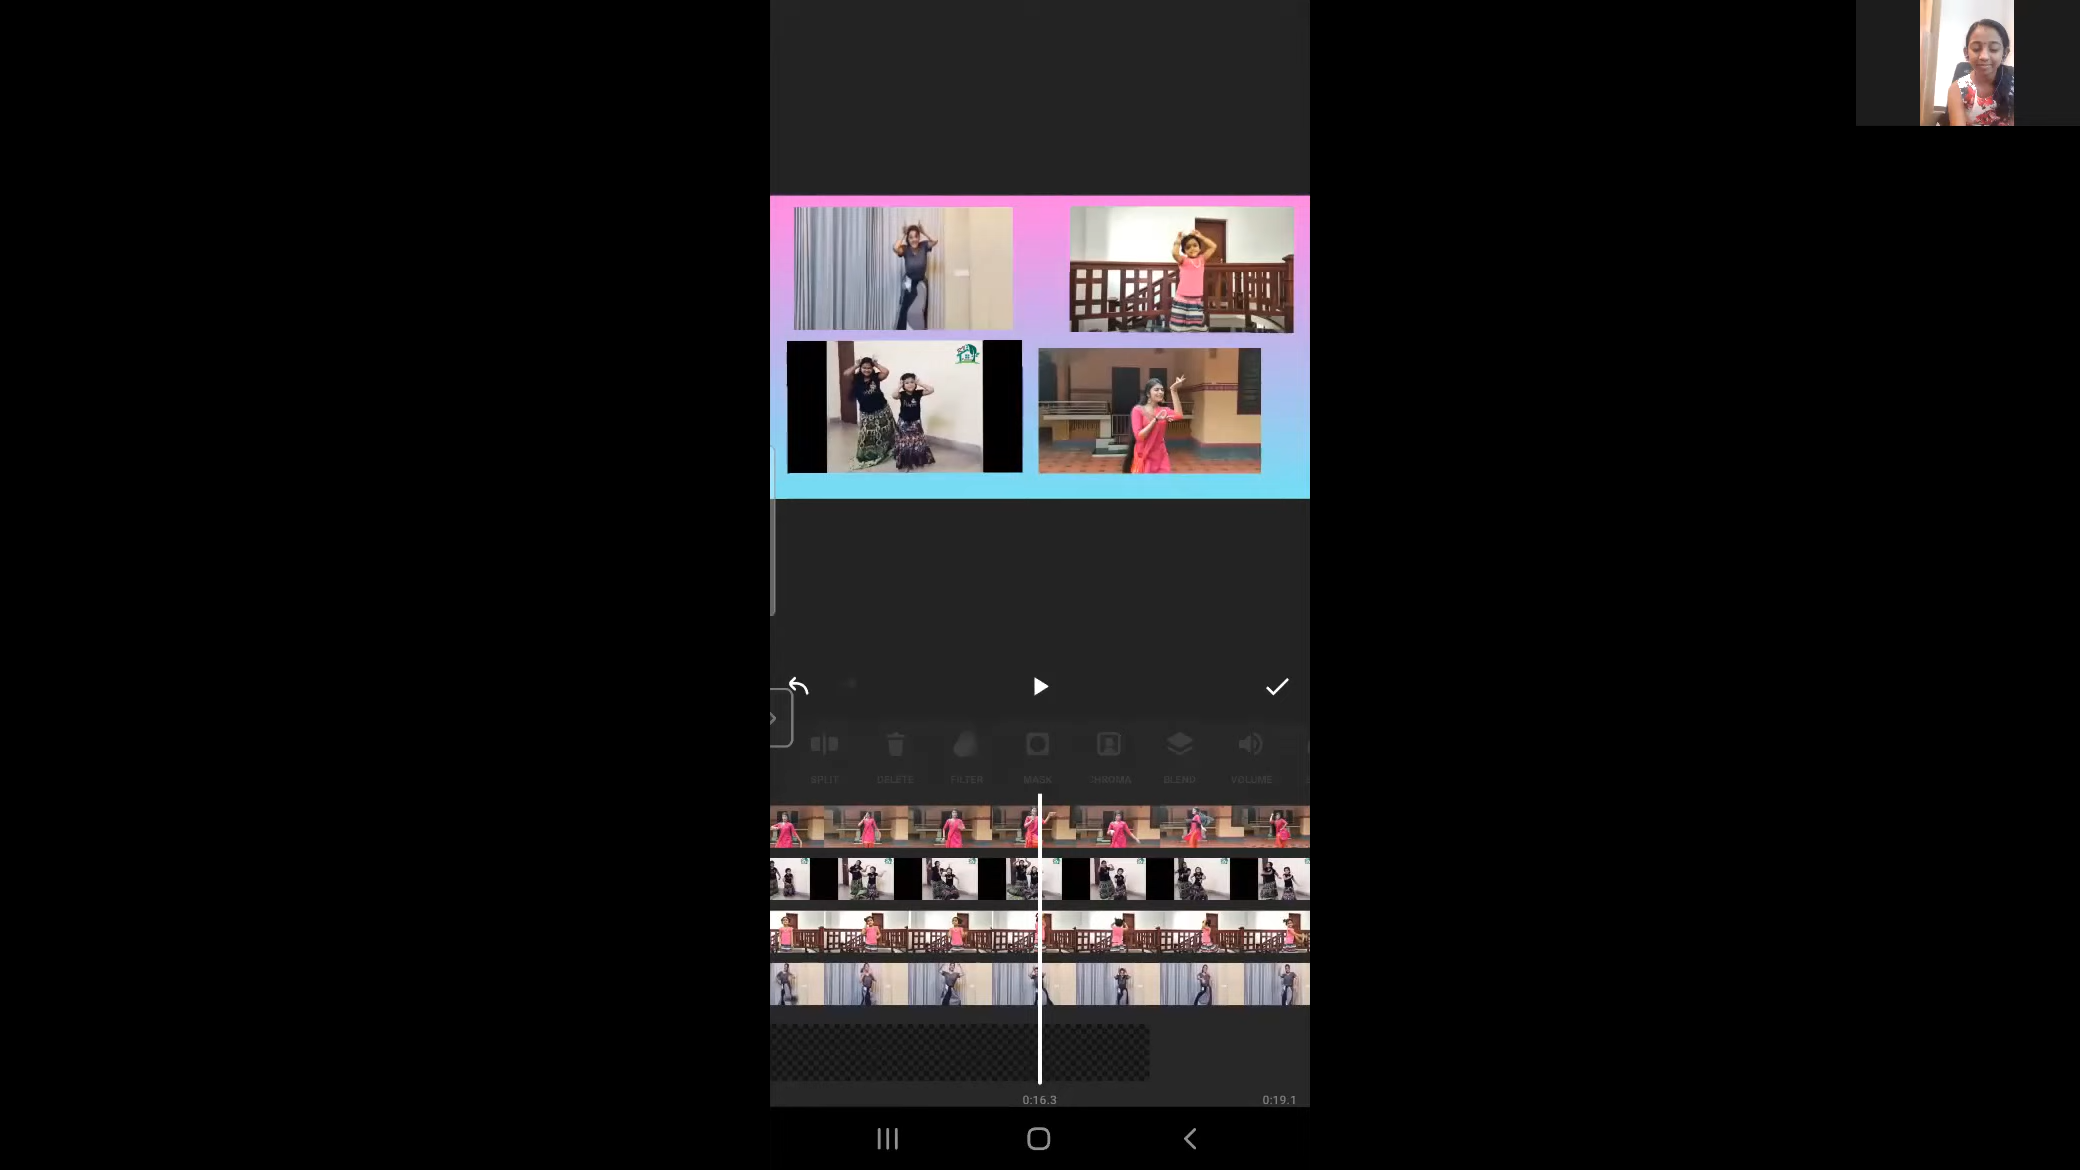 SPLIT DELETE FILTER MASK CHROMA BLEND VOLUME
0:16.3 0:19.1